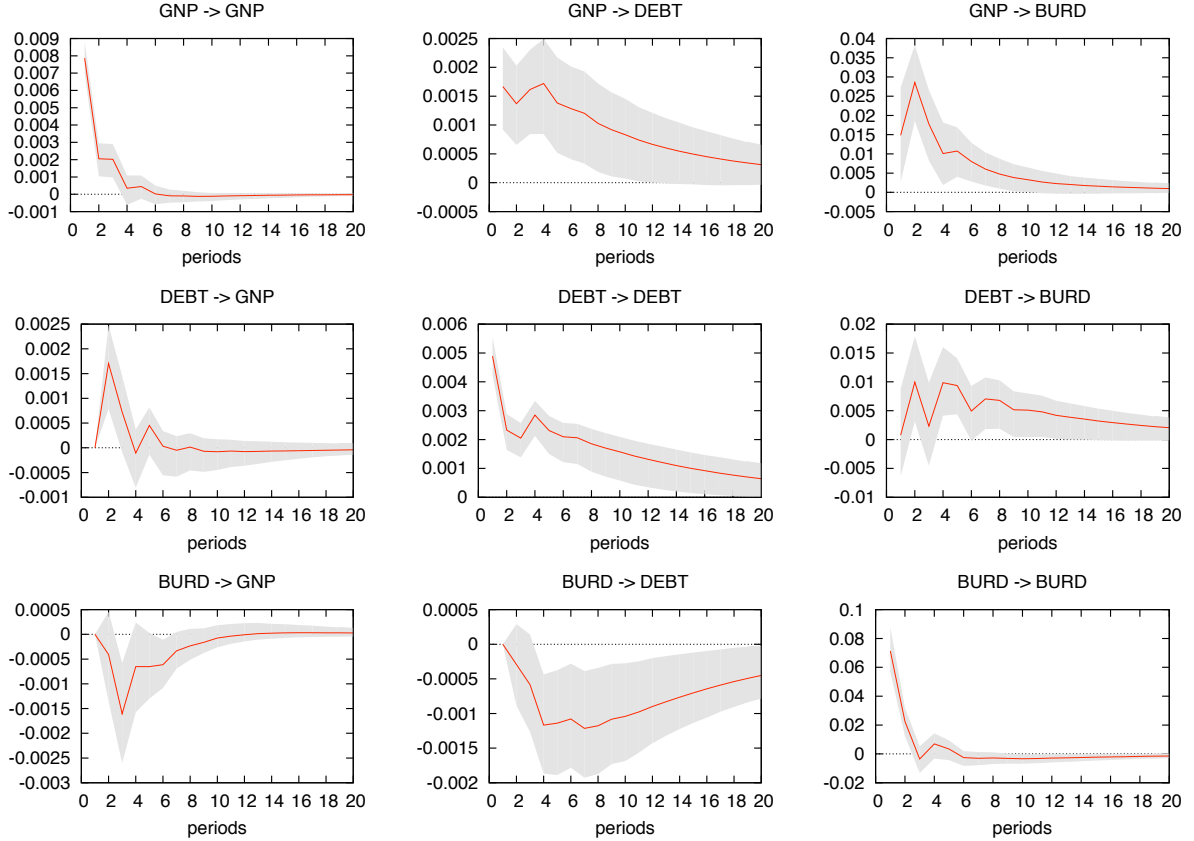 GNP -> GNP
0.009
0.008
0.007
0.006
0.005
0.004
0.003
0.002
0.001
0
-0.001
0 2 4 6 8 10 12 14 16 18 20
periods
GNP -> DEBT
0.0025
0.002
0.0015
0.001
0.0005
0
-0.0005
0 2 4 6 8 10 12 14 16 18 20
periods
GNP -> BURD
0.04
0.035
0.03
0.025
0.02
0.015
0.01
0.005
0
-0.005
0 2 4 6 8 10 12 14 16 18 20
periods
DEBT -> GNP
0.0025
0.002
0.0015
0.001
0.0005
0
-0.0005
-0.001
0 2 4 6 8 10 12 14 16 18 20
periods
DEBT -> DEBT
0.006
0.005
0.004
0.003
0.002
0.001
0
0 2 4 6 8 10 12 14 16 18 20
periods
DEBT -> BURD
0.02
0.015
0.01
0.005
0
-0.005
-0.01
0 2 4 6 8 10 12 14 16 18 20
periods
BURD -> GNP
0.0005
0
-0.0005
-0.001
-0.0015
-0.002
-0.0025
-0.003
0 2 4 6 8 10 12 14 16 18 20
periods
BURD -> DEBT
0.0005
0
-0.0005
-0.001
-0.0015
-0.002
0 2 4 6 8 10 12 14 16 18 20
periods
BURD -> BURD
0.1
0.08
0.06
0.04
0.02
0
-0.02
0 2 4 6 8 10 12 14 16 18 20
periods